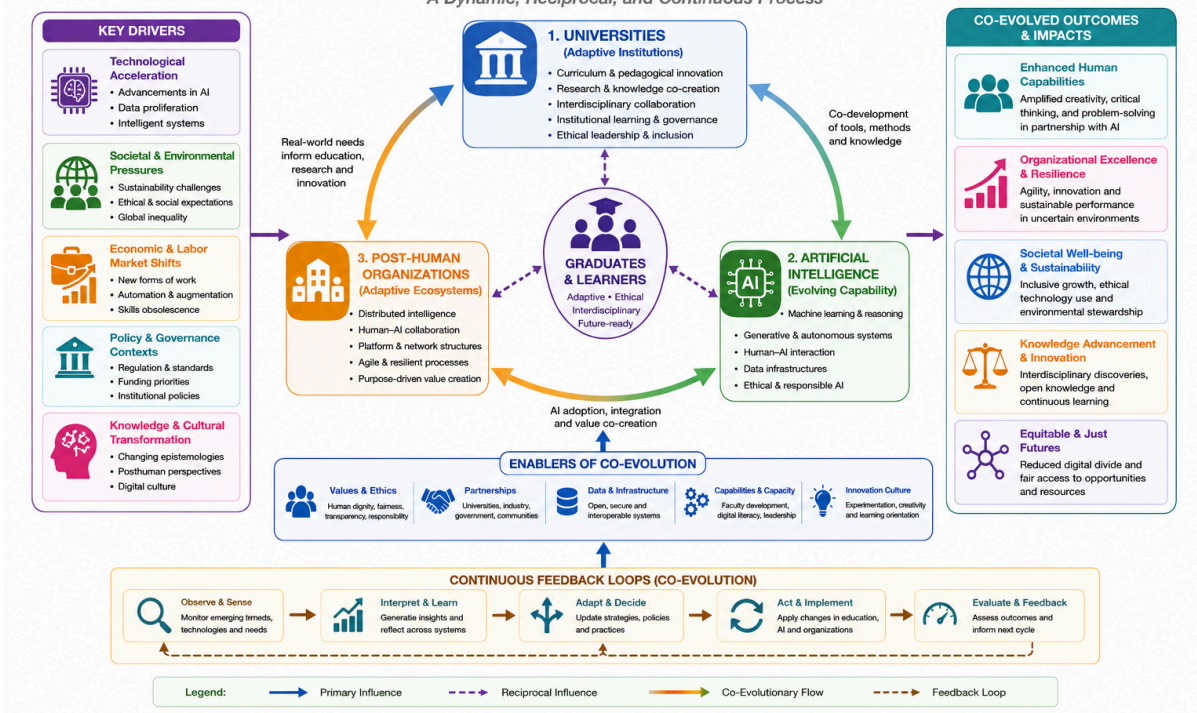 A Dynamic, Reciprocal, and Continuous Process
KEY DRIVERS
Technological
Acceleration
• Advancements in AI
• Data proliferation
• Intelligent systems
Societal & Environmental
Pressures
• Sustainability challenges
• Ethical & social expectations
• Global inequality
Economic & Labor
Market Shifts
• New forms of work
• Automation & augmentation
• Skills obsolescence
Policy & Governance
Contexts
• Regulation & standards
• Funding priorities
• Institutional policies
Knowledge & Cultural
Transformation
• Changing epistemologies
• Posthuman perspectives
• Digital culture
1. UNIVERSITIES
(Adaptive Institutions)
• Curriculum & pedagogical innovation
• Research & knowledge co-creation
• Interdisciplinary collaboration
• Institutional learning & governance
• Ethical leadership & inclusion
Real-world needs
inform education,
research and
innovation
Co-development
of tools, methods
and knowledge
GRADUATES
& LEARNERS
Adaptive • Ethical
Interdisciplinary
Future-ready
3. POST-HUMAN
ORGANIZATIONS
(Adaptive Ecosystems)
• Distributed intelligence
• Human–AI collaboration
• Platform & network structures
• Agile & resilient processes
• Purpose-driven value creation
AI
2. ARTIFICIAL
INTELLIGENCE
(Evolving Capability)
• Machine learning & reasoning
• Generative & autonomous systems
• Human–AI interaction
• Data infrastructures
• Ethical & responsible AI
AI adoption, integration
and value co-creation
CO-EVOLVED OUTCOMES
& IMPACTS
Enhanced Human
Capabilities
Amplified creativity, critical
thinking, and problem-solving
in partnership with AI
Organizational Excellence
& Resilience
Agility, innovation and
sustainable performance
in uncertain environments
Societal Well-being
& Sustainability
Inclusive growth, ethical
technology use and
environmental stewardship
Knowledge Advancement
& Innovation
Interdisciplinary discoveries,
open knowledge and
continuous learning
Equitable & Just
Futures
Reduced digital divide and
fair access to opportunities
and resources
ENABLERS OF CO-EVOLUTION
Values & Ethics
Human dignity, fairness,
transparency, responsibility
Partnerships
Universities, industry,
government, communities
Data & Infrastructure
Open, secure and
interoperable systems
Capabilities & Capacity
Faculty development,
digital literacy, leadership
Innovation Culture
Experimentation, creativity
and learning orientation
CONTINUOUS FEEDBACK LOOPS (CO-EVOLUTION)
Observe & Sense
Monitor emerging trneds,
technologies and needs
Interpret & Learn
Generatie insights and
reflect across systems
Adapt & Decide
Update strategies, policies
and practices
Act & Implement
Apply changes in education,
AI and organizations
Evaluate & Feedback
Assess outcomes and
inform next cycle
Legend:
Primary Influence
Reciprocal Influence
Co-Evolutionary Flow
Feedback Loop